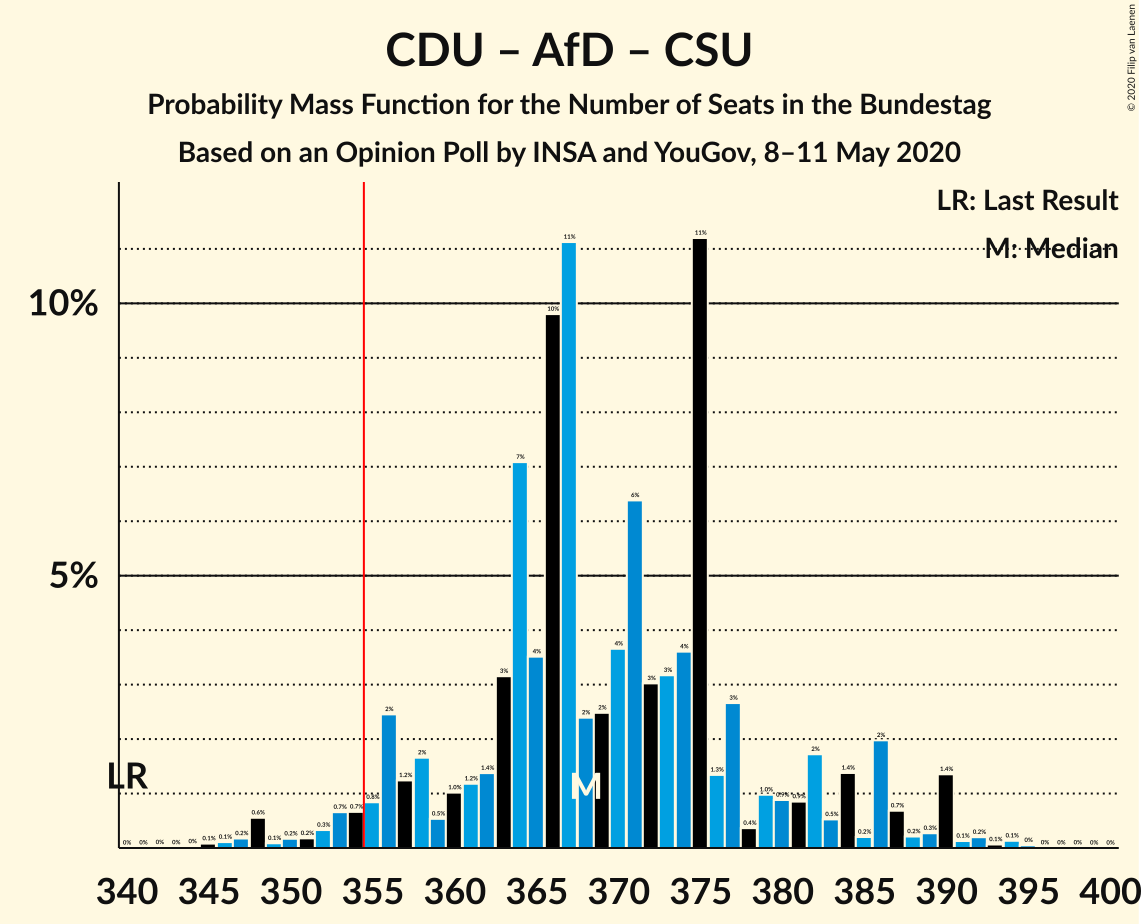 CDU – AfD – CSU
Probability Mass Function for the Number of Seats in the Bundestag
Based on an Opinion Poll by INSA and YouGov, 8–11 May 2020
© 2020 Filip van Laenen
LR: Last Result
M: Median
10%
5%
LR
M
0% 0% 0% 0% 0% 0.1% 0.1% 0.2% 0.6% 0.1% 0.2% 0.2% 0.3% 0.7% 0.7% 0.8% 2% 1.2% 2% 0.5% 1.0% 1.2% 1.4% 3% 7% 4% 10% 11% 2% 2% 4% 6% 3% 3% 4% 11% 1.3% 3% 0.4% 1.0% 0.9% 0.9% 2% 0.5% 1.4% 0.2% 2% 0.7% 0.2% 0.3% 1.4% 0.1% 0.2% 0.1% 0.1% 0% 0% 0% 0% 0% 0%
340 345 350 355 360 365 370 375 380 385 390 395 400